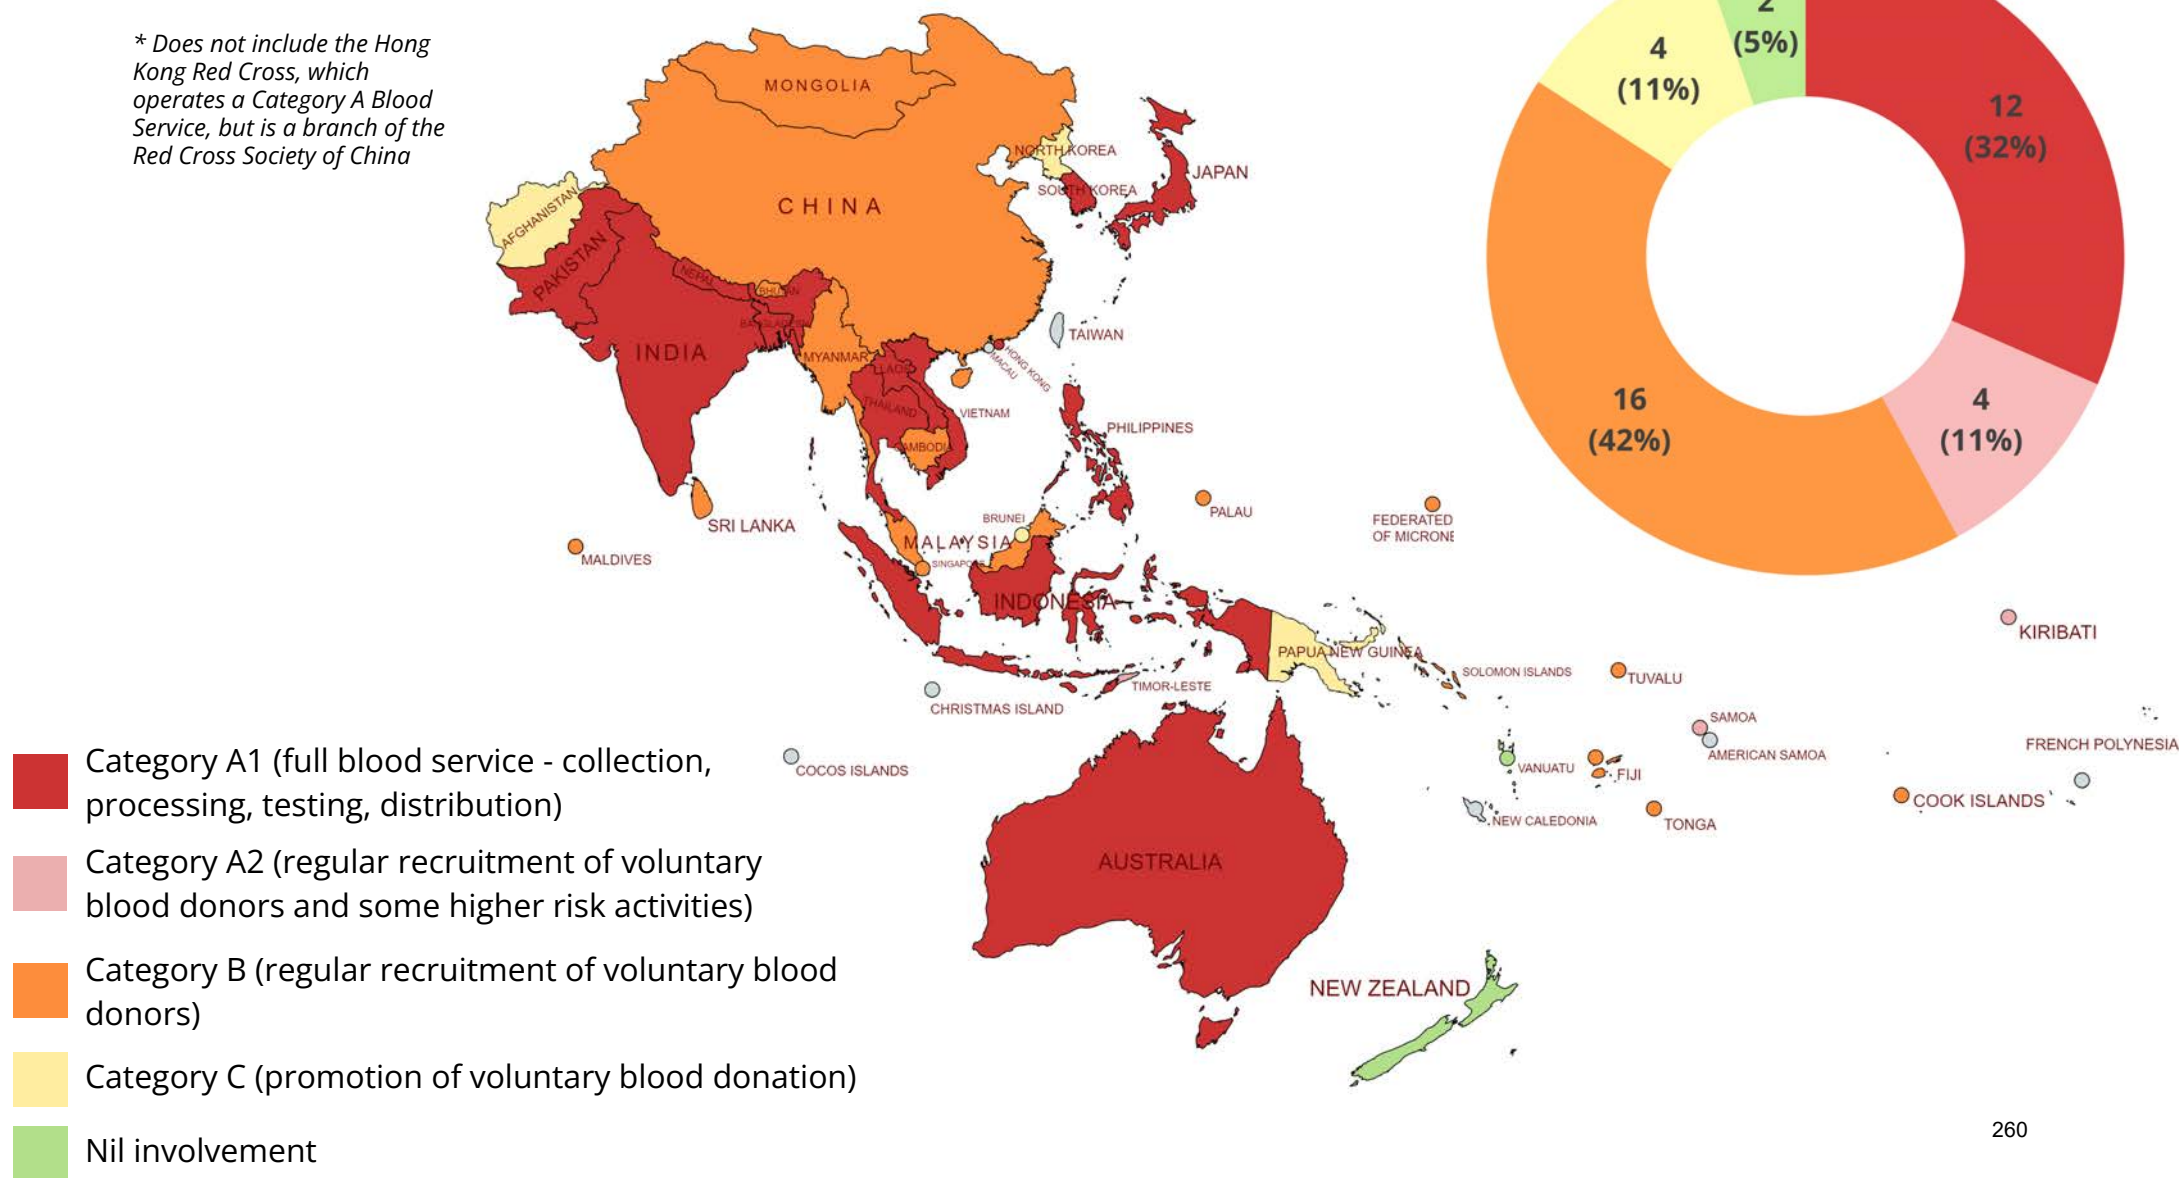 * Does not include the Hong
Kong Red Cross, which
operates a Category A Blood
Service, but is a branch of the
Red Cross Society of China
2
(5%)
4
(11%)
12
(32%)
16
(42%)
4
(11%)
MONGOLIA
NORTH KOREA
JAPAN
SOUTH KOREA
CHINA
AFGHANISTAN
PAKISTAN
NEPAL
BHUTAN
BANGLADESH
TAIWAN
INDIA
MYANMAR
HONG KONG
MACAU
LAOS
THAILAND
VIETNAM
CAMBODIA
PHILIPPINES
PALAU
FEDERATED
OF MICRONE
SRI LANKA
BRUNEI
MALAYSIA
MALDIVES
SINGAPORE
INDONESIA
KIRIBATI
PAPUA NEW GUINEA
SOLOMON ISLANDS
TUVALU
TIMOR-LESTE
CHRISTMAS ISLAND
SAMOA
AMERICAN SAMOA
FRENCH POLYNESIA
COCOS ISLANDS
VANUATU
FIJI
COOK ISLANDS
NEW CALEDONIA
TONGA
AUSTRALIA
NEW ZEALAND
Category A1 (full blood service - collection,
processing, testing, distribution)
Category A2 (regular recruitment of voluntary
blood donors and some higher risk activities)
Category B (regular recruitment of voluntary blood
donors)
Category C (promotion of voluntary blood donation)
Nil involvement
260